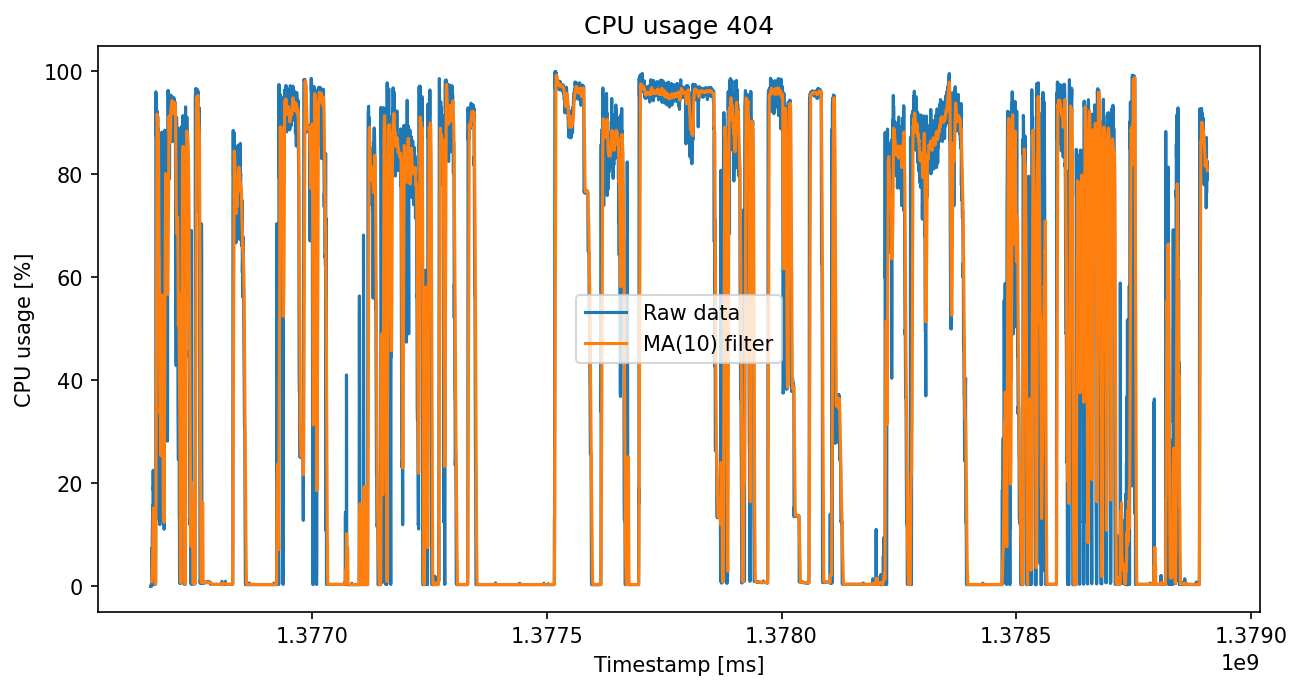 CPU usage 404
100
80
60
40
20
0
CPU usage [%]
Raw data
MA(10) filter
1.3770 1.3775 1.3780 1.3785 1.3790
1e9
Timestamp [ms]